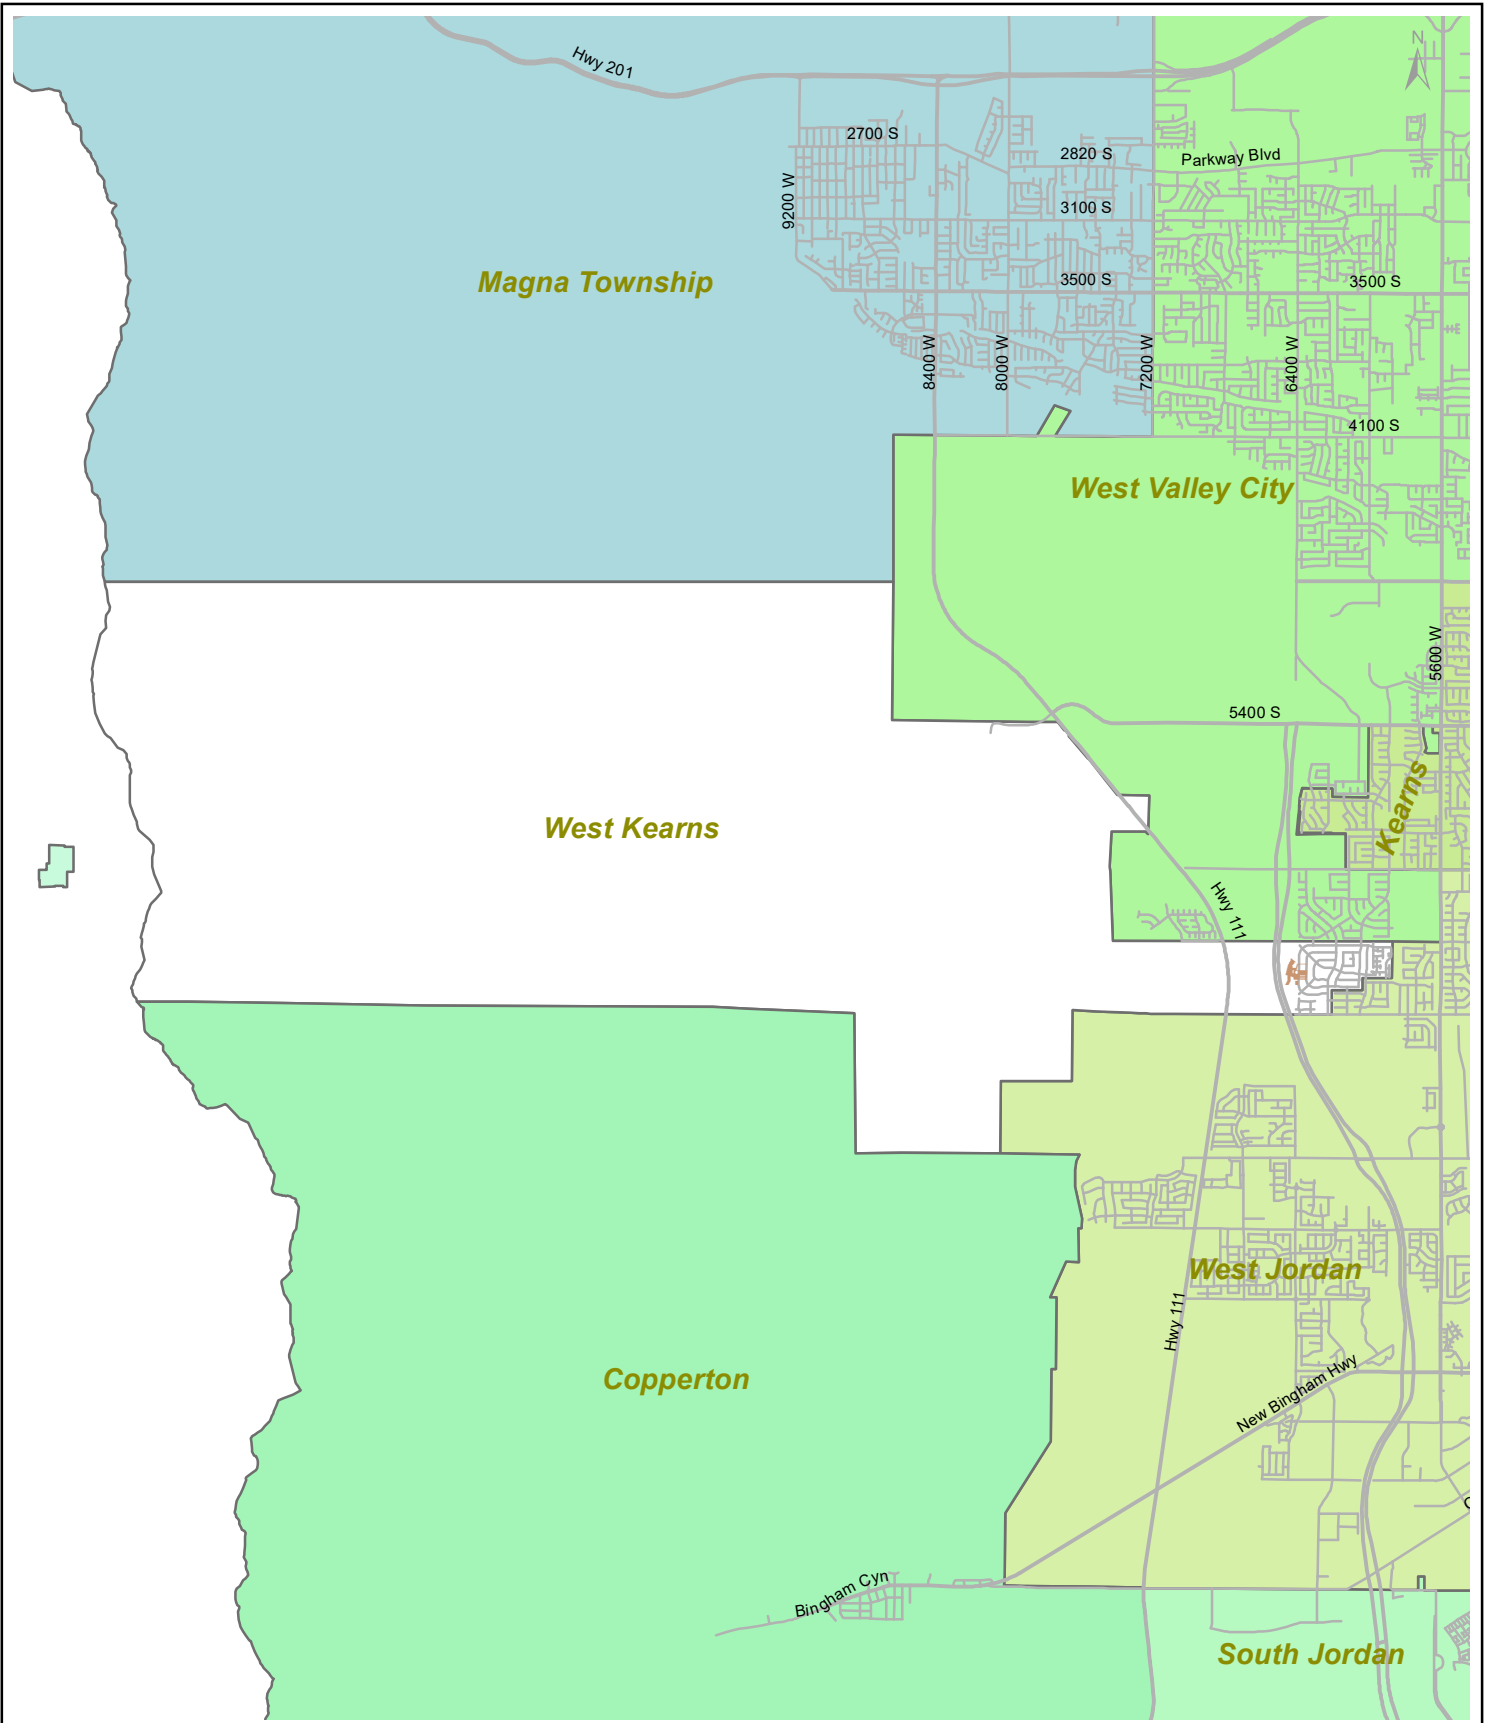 N
Hwy 201
2700 S
2820 S
Parkway Blvd
9200 W
3100 S
Magna Township
3500 S
3500 S
8400 W
8000 W
7200 W
6400 W
4100 S
West Valley City
5600 W
5400 S
Kearns
West Kearns
Hwy 111
West Jordan
Hwy 111
Copperton
New Bingham Hwy
Bingham Cyn
South Jordan